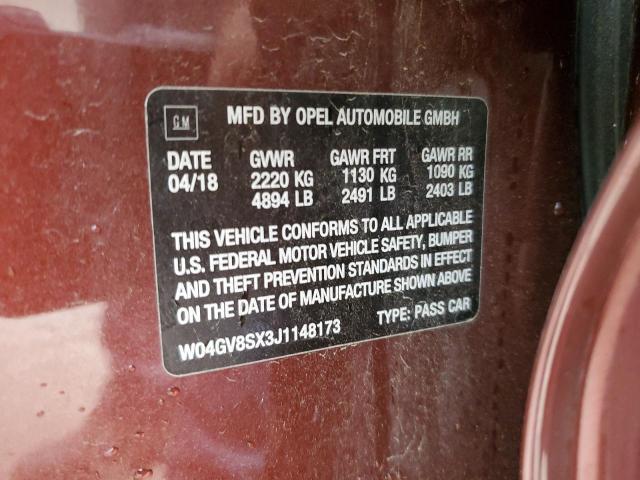 GM MFD BY OPEL AUTOMOBILE GMBH
DATE GVWR GAWR FRT GAWR RR
04/18 2220 KG 1130 KG 1090 KG
4894 LB 2491 LB 2403 LB
THIS VEHICLE CONFORMS TO ALL APPLICABLE
U.S. FEDERAL MOTOR VEHICLE SAFETY, BUMPER
AND THEFT PREVENTION STANDARDS IN EFFECT
ON THE DATE OF MANUFACTURE SHOWN ABOVE
W04GV8SX3J1148173 TYPE: PASS CAR